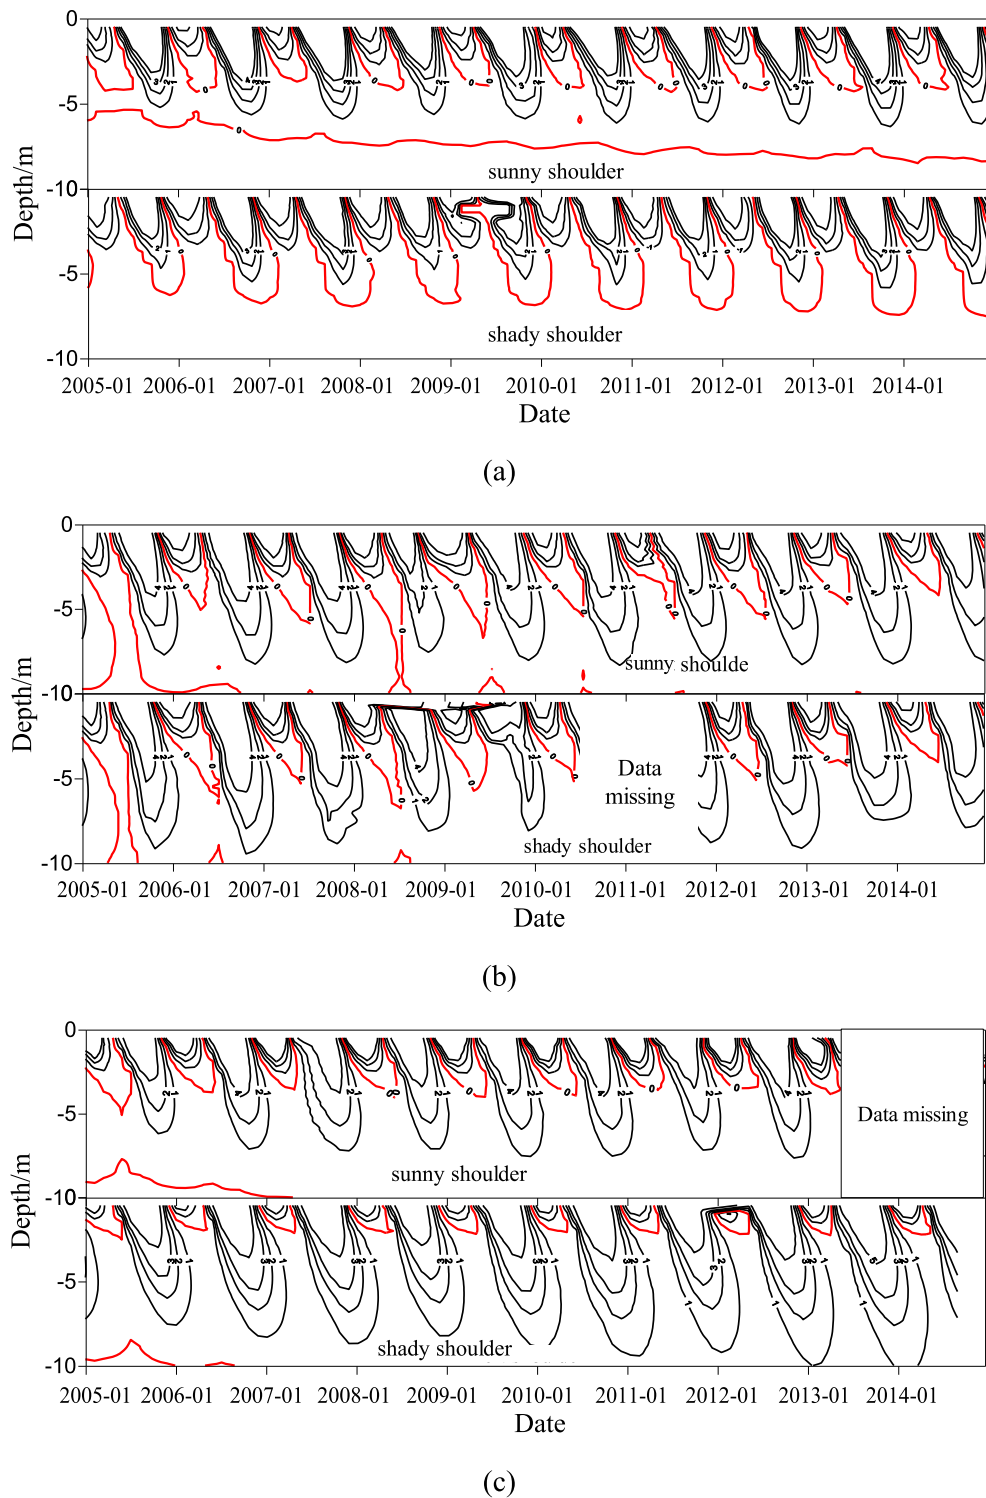 0
-5
-10
Depth/m
sunny shoulder
-5
-10
shady shoulder
2005-01 2006-01 2007-01 2008-01 2009-01 2010-01 2011-01 2012-01 2013-01 2014-01
Date
(a)
0
-5
-10
Depth/m
sunny shoulde
-5
-10
Data
missing
shady shoulder
2005-01 2006-01 2007-01 2008-01 2009-01 2010-01 2011-01 2012-01 2013-01 2014-01
Date
(b)
0
-5
-10
Depth/m
Data missing
sunny shoulder
-5
-10
shady shoulder
2005-01 2006-01 2007-01 2008-01 2009-01 2010-01 2011-01 2012-01 2013-01 2014-01
Date
(c)